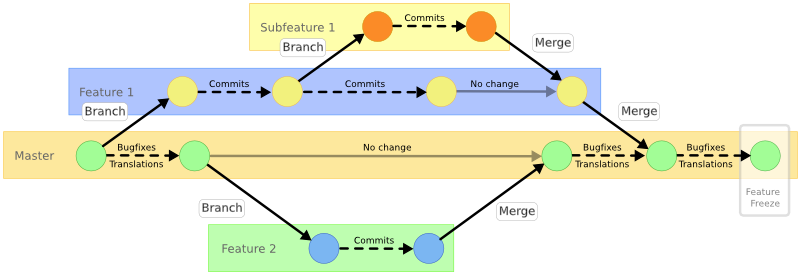 Subfeature 1
Commits
Branch
Merge
Feature 1
Commits
Commits
No change
Branch
Merge
Master
Bugfixes
Translations
No change
Bugfixes
Translations
Bugfixes
Translations
Feature
Freeze
Branch
Merge
Feature 2
Commits